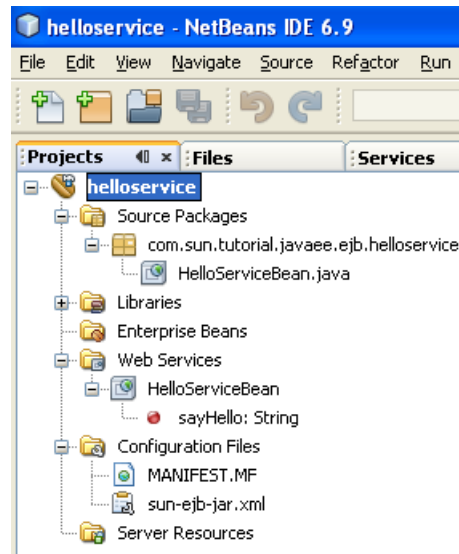 helloservice - NetBeans IDE 6.9
File Edit View Navigate Source Refactor Run
Projects Files Services
helloservice
Source Packages
com.sun.tutorial.javaee.ejb.helloservice
HelloServiceBean.java
Libraries
Enterprise Beans
Web Services
HelloServiceBean
sayHello: String
Configuration Files
MANIFEST.MF
sun-ejb-jar.xml
Server Resources